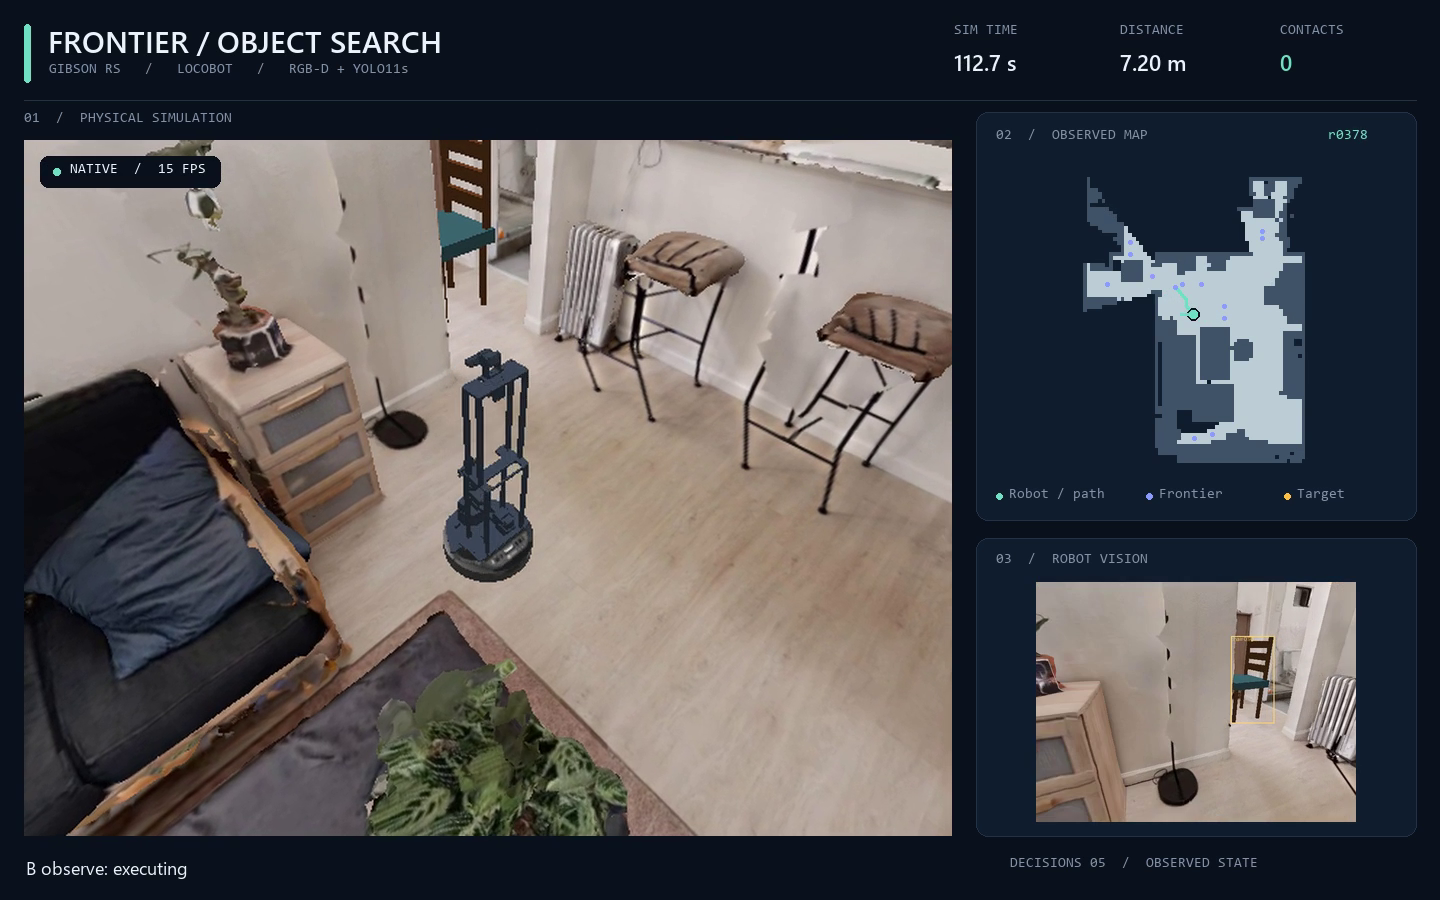 FRONTIER / OBJECT SEARCH
GIBSON RS / LOCOBOT / RGB-D + YOLO11s
SIM TIME
112.7 s
DISTANCE
7.20 m
CONTACTS
0
01 / PHYSICAL SIMULATION
NATIVE / 15 FPS
02 / OBSERVED MAP
r0378
Robot / path
Frontier
Target
03 / ROBOT VISION
B observe: executing
DECISIONS 05 / OBSERVED STATE